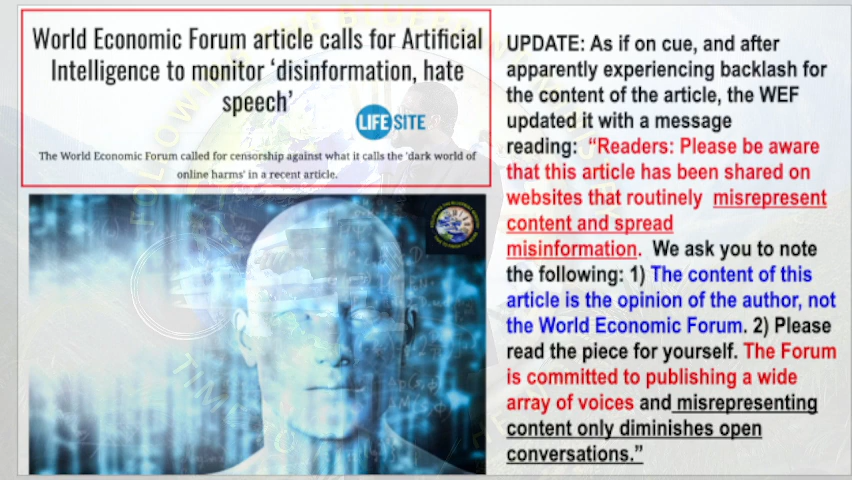 World Economic Forum article calls for Artificial
Intelligence to monitor ‘disinformation, hate
speech’
LIFE SITE
The World Economic Forum called for censorship against what it calls the 'dark world of
online harms' in a recent article.
UPDATE: As if on cue, and after
apparently experiencing backlash for
the content of the article, the WEF
updated it with a message
reading: “Readers: Please be aware
that this article has been shared on
websites that routinely misrepresent
content and spread
misinformation. We ask you to note
the following: 1) The content of this
article is the opinion of the author, not
the World Economic Forum. 2) Please
read the piece for yourself. The Forum
is committed to publishing a wide
array of voices and misrepresenting
content only diminishes open
conversations.”